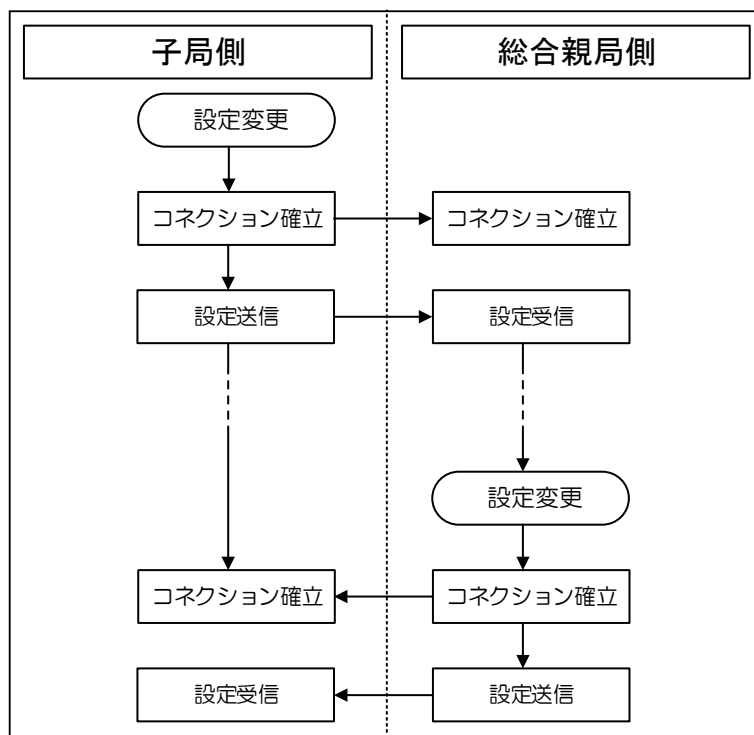 子局側
総合親局側
設定変更
コネクション確立
コネクション確立
設定送信
設定受信
設定変更
コネクション確立
コネクション確立
設定受信
設定送信